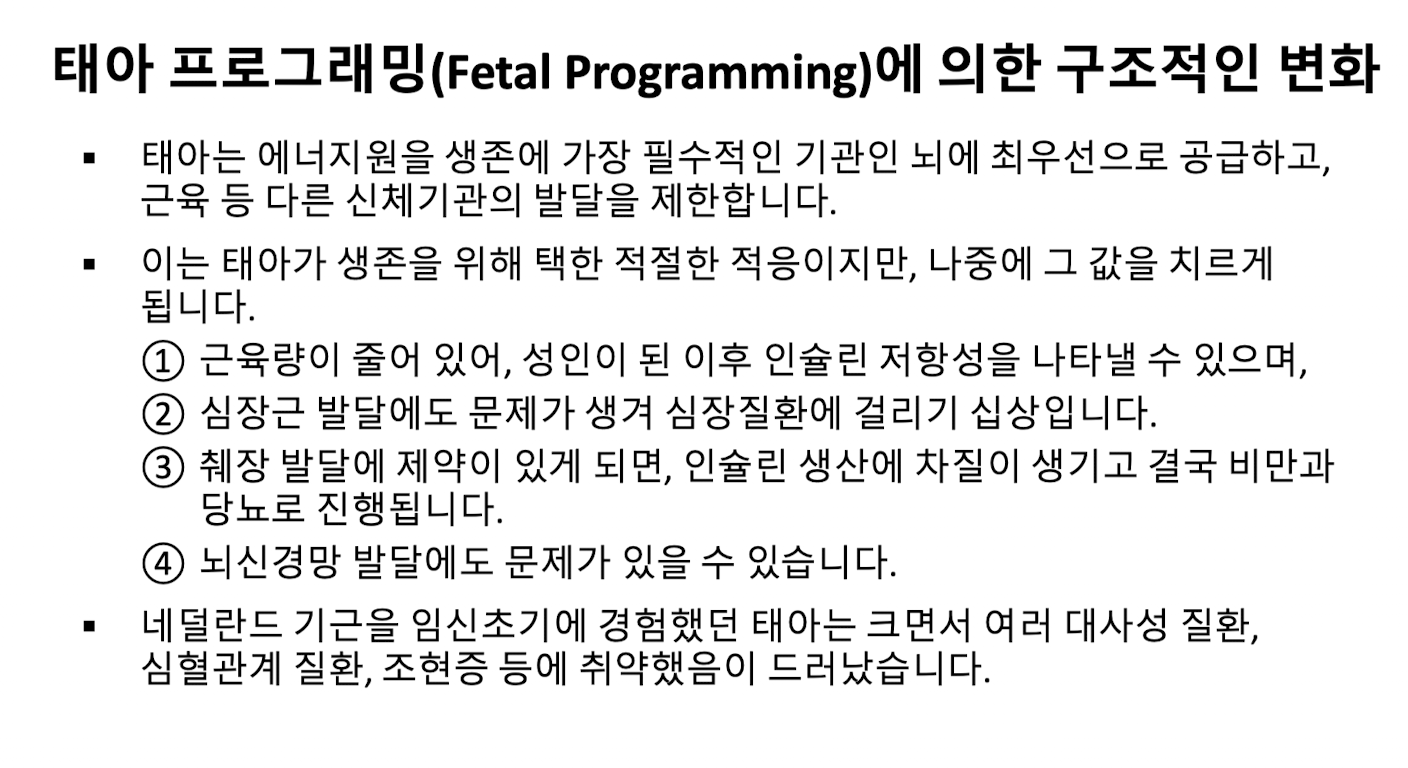 태아 프로그래밍(Fetal Programming)에 의한 구조적인 변화
▪ 태아는 에너지원을 생존에 가장 필수적인 기관인 뇌에 최우선으로 공급하고,
근육 등 다른 신체기관의 발달을 제한합니다.
▪ 이는 태아가 생존을 위해 택한 적절한 적응이지만, 나중에 그 값을 치르게
됩니다.
① 근육량이 줄어 있어, 성인이 된 이후 인슐린 저항성을 나타낼 수 있으며,
② 심장근 발달에도 문제가 생겨 심장질환에 걸리기 십상입니다.
③ 췌장 발달에 제약이 있게 되면, 인슐린 생산에 차질이 생기고 결국 비만과
당뇨로 진행됩니다.
④ 뇌신경망 발달에도 문제가 있을 수 있습니다.
▪ 네덜란드 기근을 임신초기에 경험했던 태아는 크면서 여러 대사성 질환,
심혈관계 질환, 조현증 등에 취약했음이 드러났습니다.